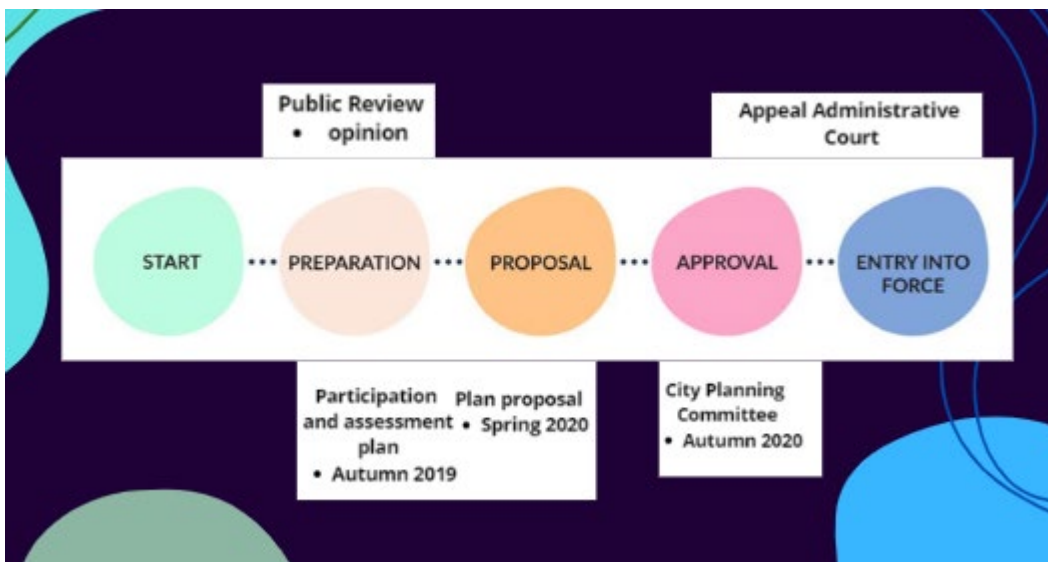 Public Review
• opinion
Appeal Administrative
Court
START
PREPARATION
PROPOSAL
APPROVAL
ENTRY INTO
FORCE
Participation
and assessment
plan
• Autumn 2019
Plan proposal
• Spring 2020
City Planning
Committee
• Autumn 2020